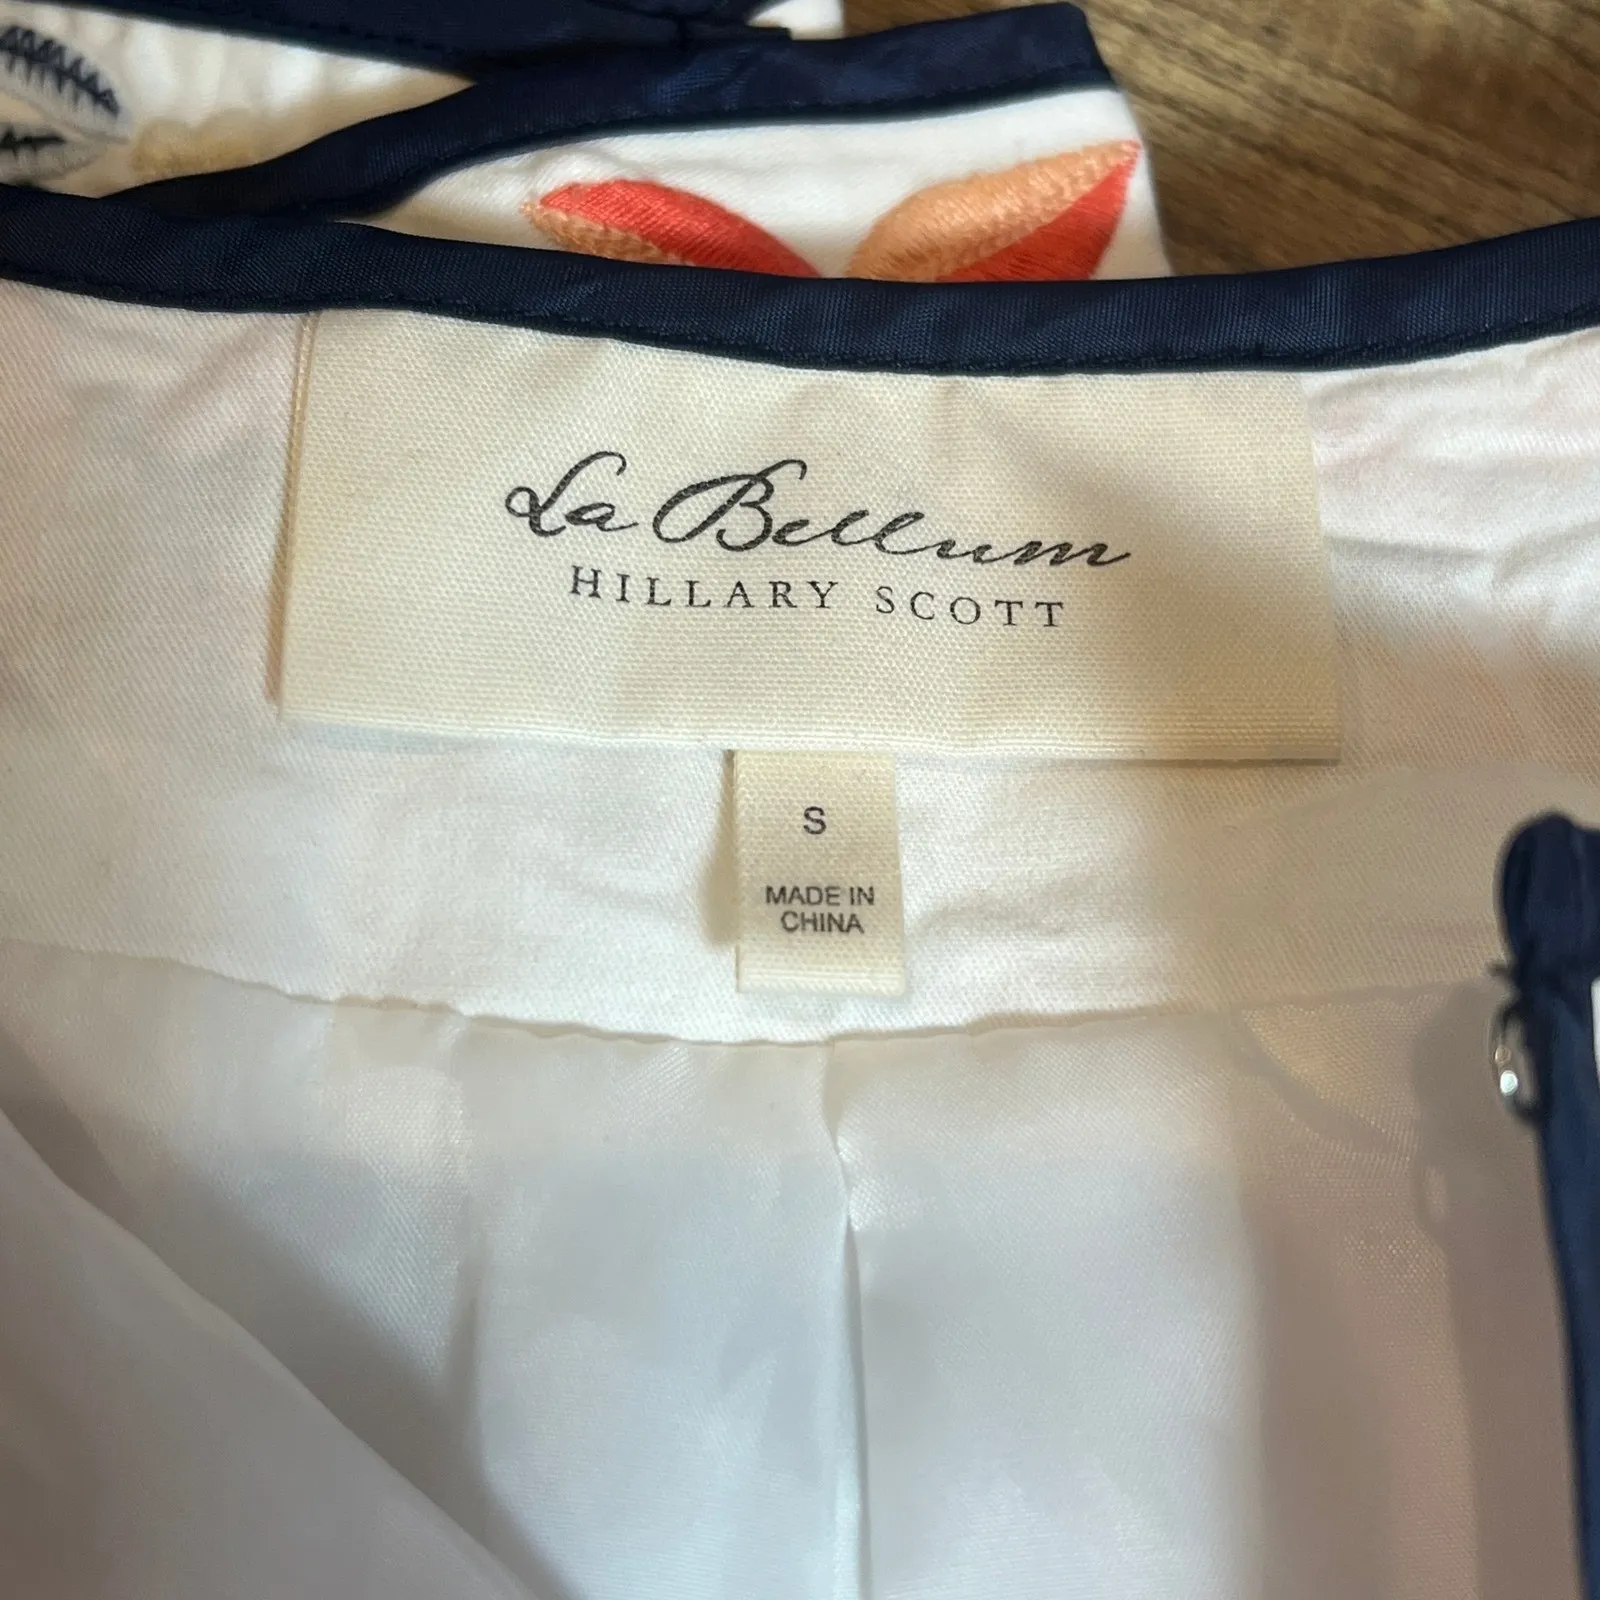 La Bellum
HILLARY SCOTT
S
MADE IN
CHINA